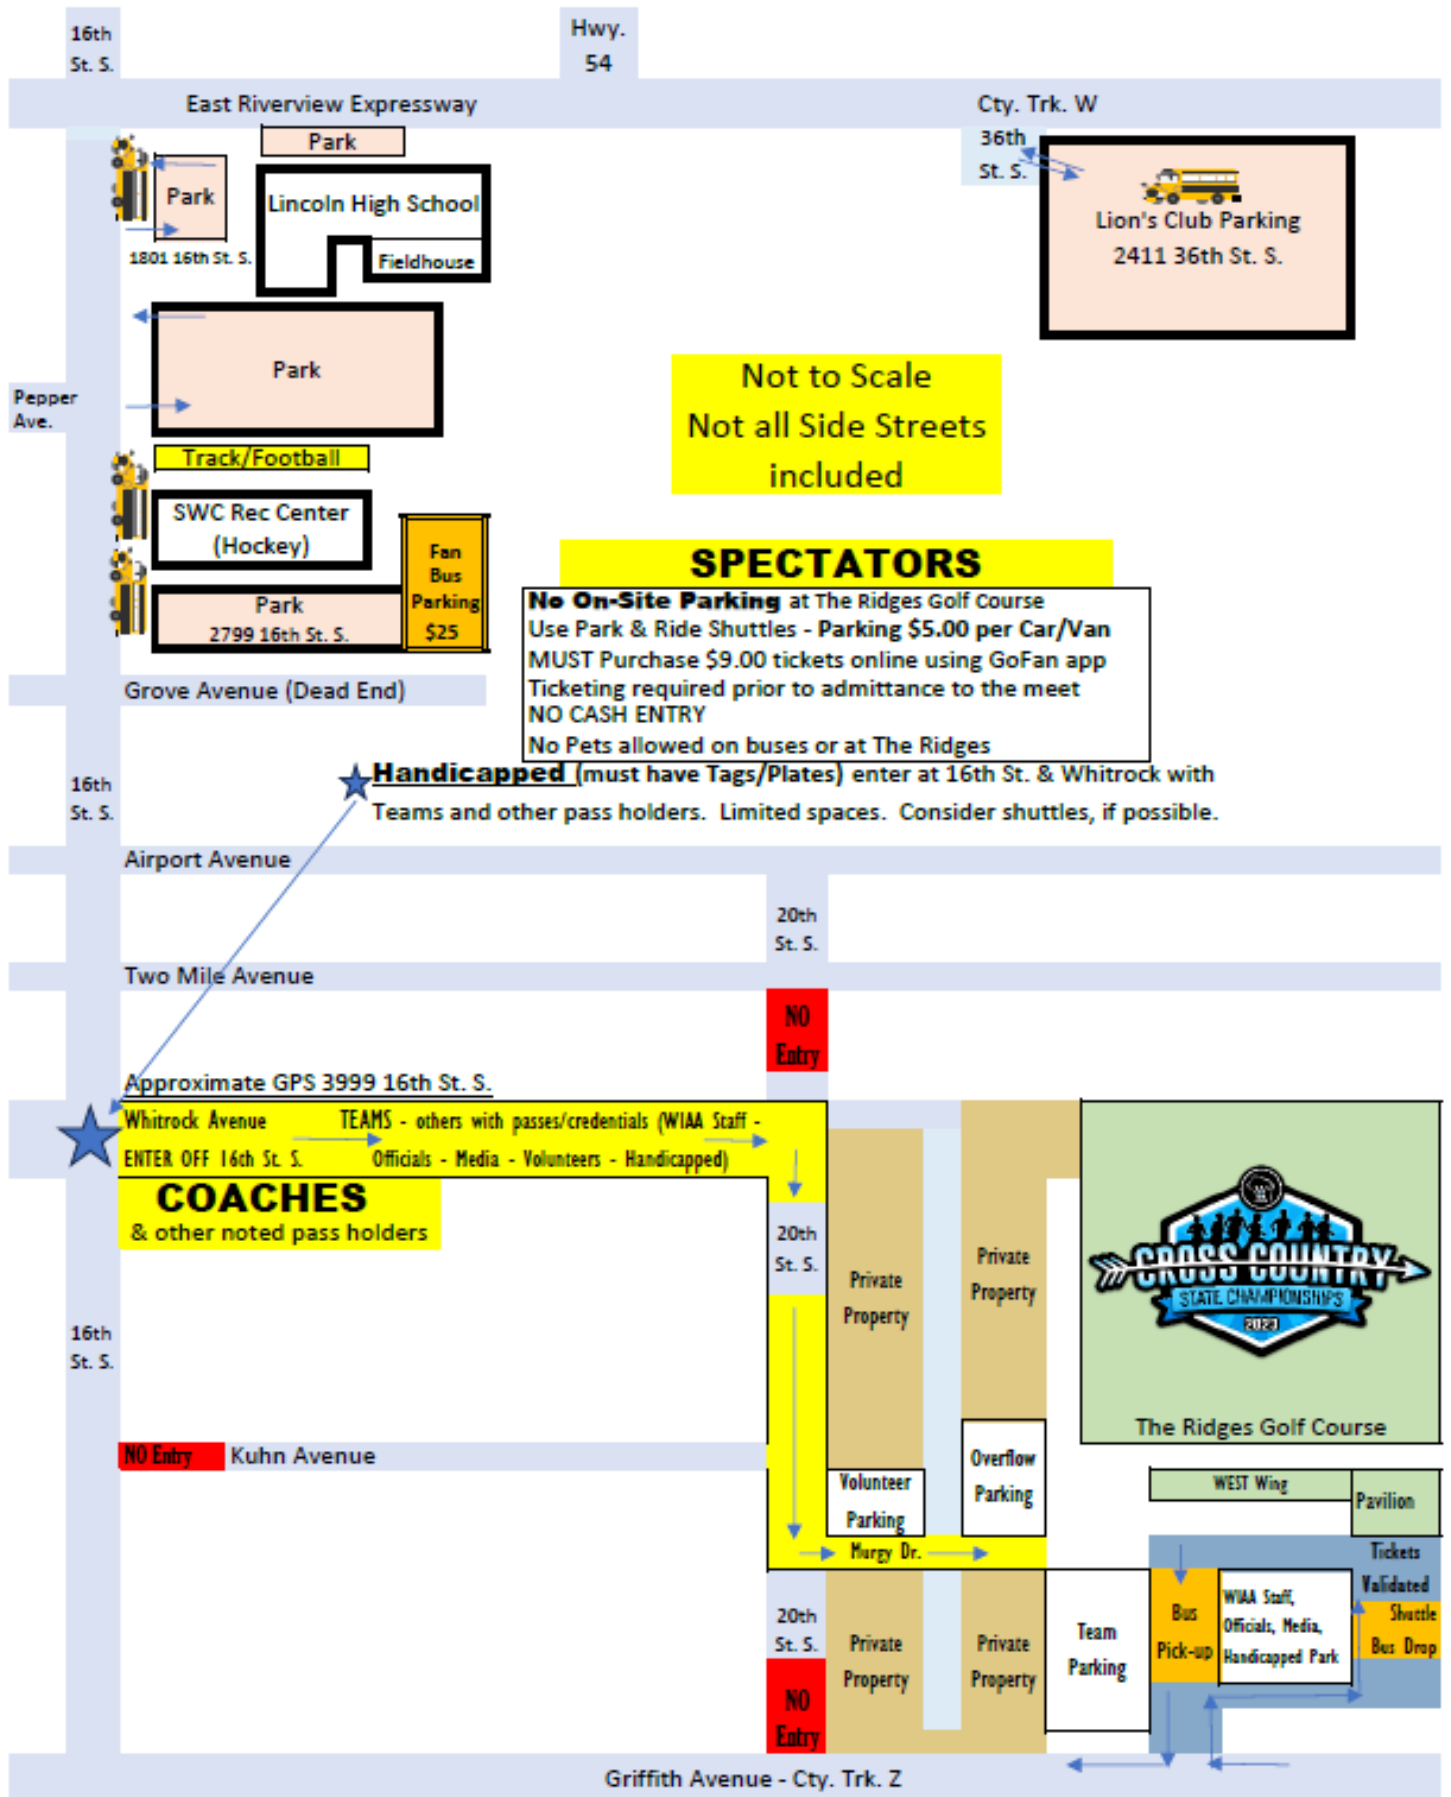 16th
St. S.
Hwy.
54
East Riverview Expressway
Cty. Trk. W
Park
36th
St. S.
Park
Lincoln High School
Fieldhouse
1801 16th St. S.
Lion's Club Parking
2411 36th St. S.
Park
Pepper
Ave.
Not to Scale
Not all Side Streets
included
Track/Football
SWC Rec Center
(Hockey)
Fan
Bus
Parking
$25
Park
2799 16th St. S.
SPECTATORS
No On-Site Parking at The Ridges Golf Course
Use Park & Ride Shuttles - Parking $5.00 per Car/Van
MUST Purchase $9.00 tickets online using GoFan app
Ticketing required prior to admittance to the meet
NO CASH ENTRY
No Pets allowed on buses or at The Ridges
Grove Avenue (Dead End)
16th
St. S.
Handicapped (must have Tags/Plates) enter at 16th St. & Whitrock with
Teams and other pass holders. Limited spaces. Consider shuttles, if possible.
Airport Avenue
20th
St. S.
Two Mile Avenue
NO
Entry
Approximate GPS 3999 16th St. S.
Whitrock Avenue TEAMS - others with passes/credentials (WIAA Staff -
ENTER OFF 16th St. S. Officials - Media - Volunteers - Handicapped)
COACHES
& other noted pass holders
20th
St. S.
Private
Property
Private
Property
CROSS COUNTRY
STATE CHAMPIONSHIPS
2023
The Ridges Golf Course
16th
St. S.
NO Entry Kuhn Avenue
Volunteer
Parking
Overflow
Parking
WEST Wing
Pavilion
Murgy Dr.
Tickets
Validated
20th
St. S.
Private
Property
Private
Property
Team
Parking
Bus
Pick-up
WIAA Staff,
Officials, Media,
Handicapped Park
Shuttle
Bus Drop
NO
Entry
Griffith Avenue - Cty. Trk. Z